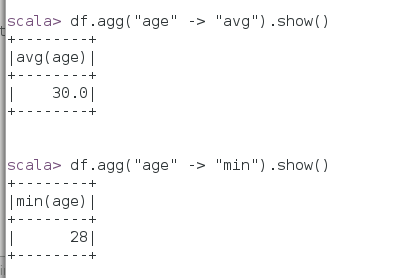 scala> df.agg("age" -> "avg").show()
+--------+
|avg(age)|
+--------+
|    30.0|
+--------+
scala> df.agg("age" -> "min").show()
+--------+
|min(age)|
+--------+
|      28|
+--------+